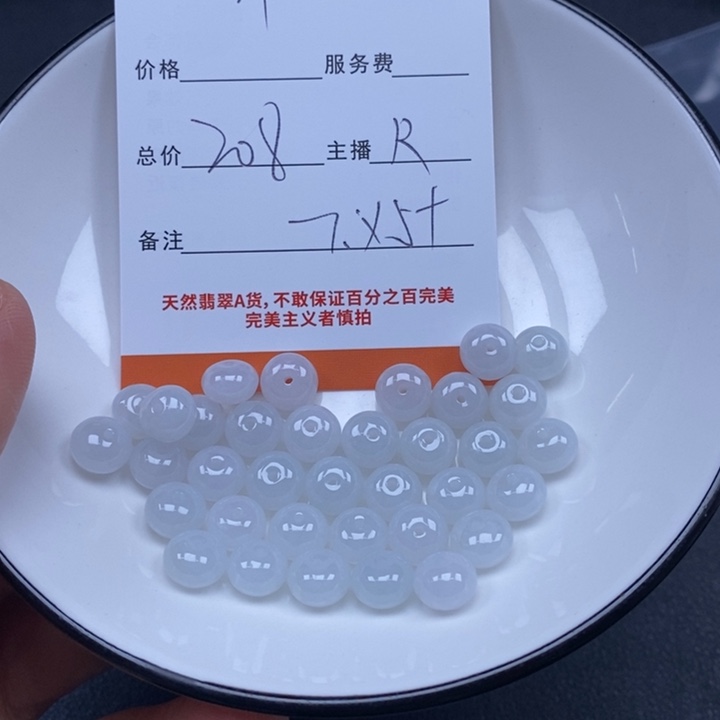 价格 服务费
总价 208 主播 R
备注 7.X5+
天然翡翠A货,不敢保证百分之百完美
完美主义者慎拍